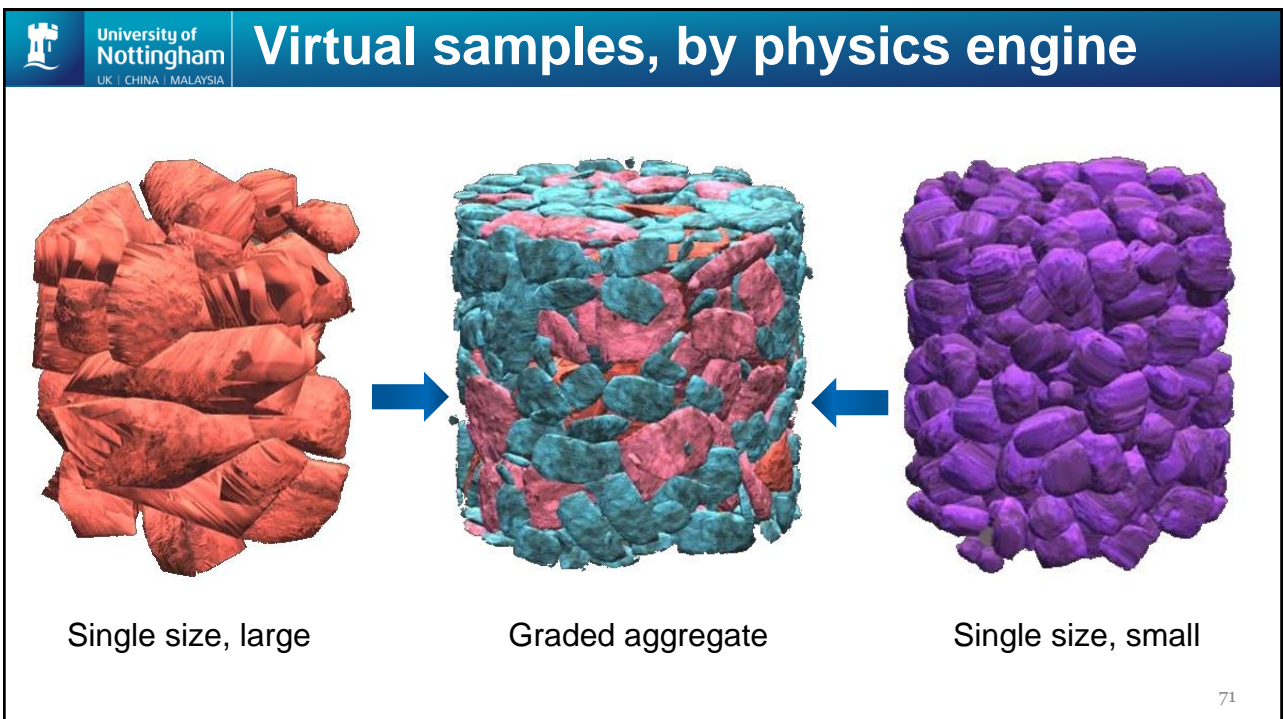 University of
Nottingham
UK | CHINA | MALAYSIA
Virtual samples, by physics engine
Single size, large
Graded aggregate
Single size, small
71